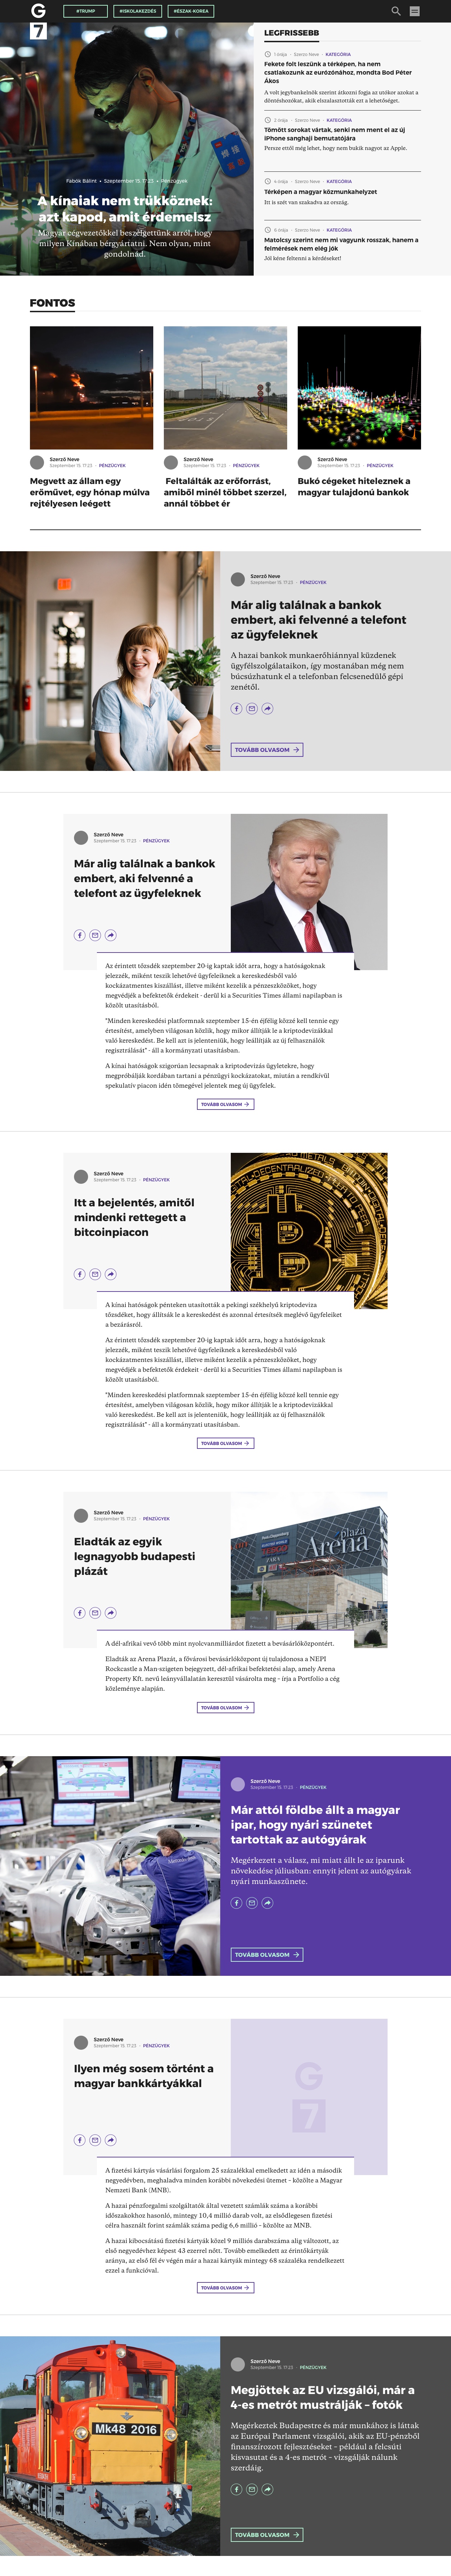 G
7
#TRUMP
#ISKOLAKEZDÉS
#ÉSZAK-KOREA
Fabók Bálint • Szeptember 15. 17:23 • Pénzügyek
A kínaiak nem trükköznek:
azt kapod, amit érdemelsz
Magyar cégvezetőkkel beszélgettünk arról, hogy
milyen Kínában bérgyártatni. Nem olyan, mint
gondolnád.
LEGFRISSEBB
1 órája • Szerzo Neve • KATEGÓRIA
Fekete folt leszünk a térképen, ha nem
csatlakozunk az eurózónához, mondta Bod Péter
Ákos
A volt jegybankelnök szerint átkozni fogja az utókor azokat a
döntéshozókat, akik elszalasztották ezt a lehetőséget.
2 órája • Szerzo Neve • KATEGÓRIA
Tömött sorokat vártak, senki nem ment el az új
iPhone sanghaji bemutatójára
Persze ettől még lehet, hogy nem bukik nagyot az Apple.
4 órája • Szerzo Neve • KATEGÓRIA
Térképen a magyar közmunkahelyzet
Itt is szét van szakadva az ország.
6 órája • Szerzo Neve • KATEGÓRIA
Matolcsy szerint nem mi vagyunk rosszak, hanem a
felmérések nem elég jók
Jól kéne feltenni a kérdéseket!
FONTOS
Szerző Neve
Szeptember 15. 17:23 • PÉNZÜGYEK
Megvett az állam egy
erőművet, egy hónap múlva
rejtélyesen leégett
Szerző Neve
Szeptember 15. 17:23 • PÉNZÜGYEK
Feltalálták az erőforrást,
amiből minél többet szerzel,
annál többet ér
Szerző Neve
Szeptember 15. 17:23 • PÉNZÜGYEK
Bukó cégeket hiteleznek a
magyar tulajdonú bankok
Szerző Neve
Szeptember 15. 17:23 • PÉNZÜGYEK
Már alig találnak a bankok
embert, aki felvenné a telefont
az ügyfeleknek
A hazai bankok munkaerőhiánnyal küzdenek
ügyfélszolgálataikon, így mostanában még nem
búcsúzhatunk el a telefonban felcsendülő gépi
zenétől.
TOVÁBB OLVASOM
Szerző Neve
Szeptember 15. 17:23 • PÉNZÜGYEK
Már alig találnak a bankok
embert, aki felvenné a
telefont az ügyfeleknek
Az érintett tőzsdék szeptember 20-ig kaptak időt arra, hogy a hatóságoknak
jelezzék, miként teszik lehetővé ügyfeleiknek a kereskedésből való
kockázatmentes kiszállást, illetve miként kezelik a pénzeszközöket, hogy
megvédjék a befektetők érdekeit - derül ki a Securities Times állami napilapban is
közölt utasításból.
"Minden kereskedési platformnak szeptember 15-én éjfélig közzé kell tennie egy
értesítést, amelyben világosan közlik, hogy mikor állítják le a kriptodevizákkal
való kereskedést. Be kell azt is jelenteniük, hogy leállítják az új felhasználók
regisztrálását" - áll a kormányzati utasításban.
A kínai hatóságok szigorúan lecsapnak a kriptodevizás ügyletekre, hogy
megpróbálják kordában tartani a pénzügyi kockázatokat, miután a rendkívül
spekulatív piacon idén tömegével jelentek meg új ügyfelek.
TOVÁBB OLVASOM
Szerző Neve
Szeptember 15. 17:23 • PÉNZÜGYEK
Itt a bejelentés, amitől
mindenki rettegett a
bitcoinpiacon
A kínai hatóságok pénteken utasították a pekingi székhelyű kriptodeviza
tőzsdéket, hogy állítsák le a kereskedést és azonnal értesítsék meglévő ügyfeleiket
a bezárásról.
Az érintett tőzsdék szeptember 20-ig kaptak időt arra, hogy a hatóságoknak
jelezzék, miként teszik lehetővé ügyfeleiknek a kereskedésből való
kockázatmentes kiszállást, illetve miként kezelik a pénzeszközöket, hogy
megvédjék a befektetők érdekeit - derül ki a Securities Times állami napilapban is
közölt utasításból.
"Minden kereskedési platformnak szeptember 15-én éjfélig közzé kell tennie egy
értesítést, amelyben világosan közlik, hogy mikor állítják le a kriptodevizákkal
való kereskedést. Be kell azt is jelenteniük, hogy leállítják az új felhasználók
regisztrálását" - áll a kormányzati utasításban.
TOVÁBB OLVASOM
Szerző Neve
Szeptember 15. 17:23 • PÉNZÜGYEK
Eladták az egyik
legnagyobb budapesti
plázát
plaza
Arena
ZARA
A dél-afrikai vevő több mint nyolcvanmilliárdot fizetett a bevásárlóközpontért.
Eladták az Arena Plazát, a fővárosi bevásárlóközpont új tulajdonosa a NEPI
Rockcastle a Man-szigeten bejegyzett, dél-afrikai befektetési alap, amely Arena
Property Kft. nevű leányvállalatán keresztül vásárolta meg – írja a Portfolio a cég
közleménye alapján.
TOVÁBB OLVASOM
Szerző Neve
Szeptember 15. 17:23 • PÉNZÜGYEK
Már attól földbe állt a magyar
ipar, hogy nyári szünetet
tartottak az autógyárak
Megérkezett a válasz, mi miatt állt le az iparunk
növekedése júliusban: ennyit jelent az autógyárak
nyári munkaszünete.
TOVÁBB OLVASOM
Szerző Neve
Szeptember 15. 17:23 • PÉNZÜGYEK
Ilyen még sosem történt a
magyar bankkártyákkal
G
7
A fizetési kártyás vásárlási forgalom 25 százalékkal emelkedett az idén a második
negyedévben, meghaladva minden korábbi növekedési ütemet – közölte a Magyar
Nemzeti Bank (MNB).
A hazai pénzforgalmi szolgáltatók által vezetett számlák száma a korábbi
időszakokhoz hasonló, mintegy 10,4 millió darab volt, az elsődlegesen fizetési
célra használt forint számlák száma pedig 6,6 millió – közölte az MNB.
A hazai kibocsátású fizetési kártyák közel 9 milliós darabszáma alig változott, az
első negyedévhez képest 43 ezerrel nőtt. Tovább emelkedett az érintőkártyák
aránya, az első fél év végén már a hazai kártyák mintegy 68 százaléka rendelkezett
ezzel a funkcióval.
TOVÁBB OLVASOM
Mk48 2016
Szerző Neve
Szeptember 15. 17:23 • PÉNZÜGYEK
Megjöttek az EU vizsgálói, már a
4-es metrót mustrálják – fotók
Megérkeztek Budapestre és már munkához is láttak
az Európai Parlament vizsgálói, akik az EU-pénzből
finanszírozott fejlesztéseket – például a felcsúti
kisvasutat és a 4-es metrót – vizsgálják nálunk
szerdáig.
TOVÁBB OLVASOM